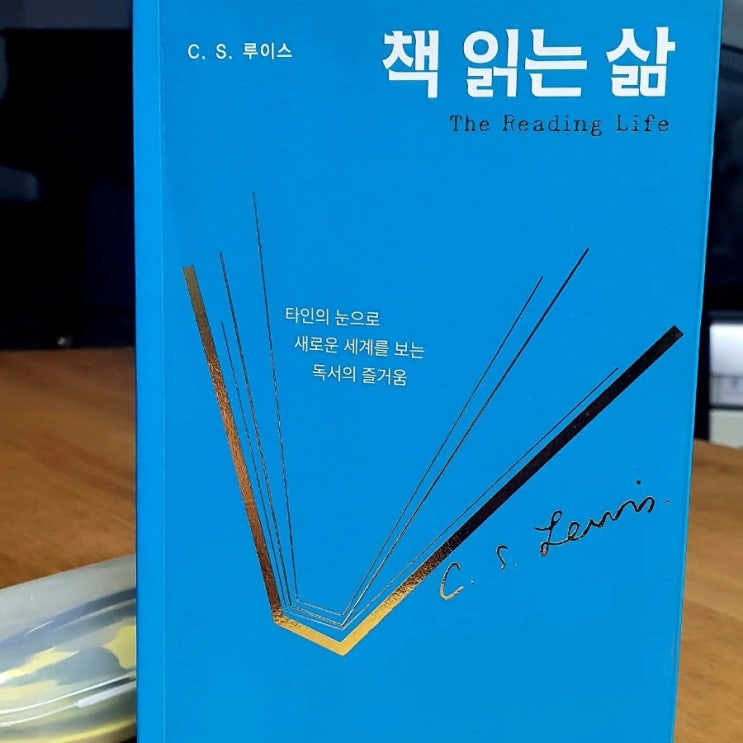 C. S. 루이스
책 읽는 삶
The Reading Life
타인의 눈으로
새로운 세계를 보는
독서의 즐거움
C. S. Lewis